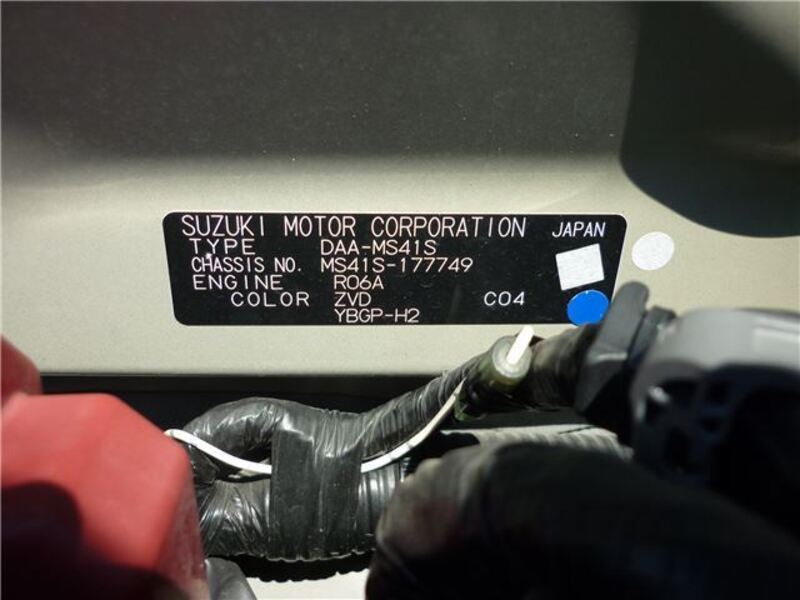 SUZUKI MOTOR CORPORATION JAPAN
TYPE DAA-MS41S
CHASSIS NO. MS41S-177749
ENGINE R06A
COLOR ZVD C04
YBGP-H2